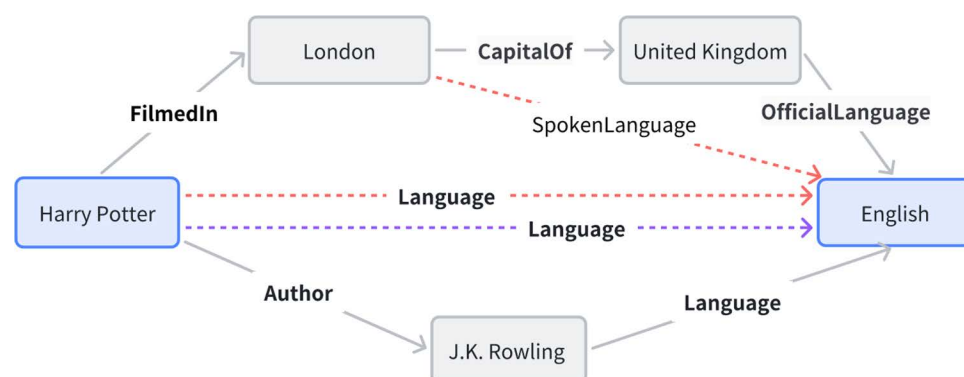 London
CapitalOf
United Kingdom
FilmedIn
OfficialLanguage
SpokenLanguage
Harry Potter
Language
English
Language
Author
Language
J.K. Rowling